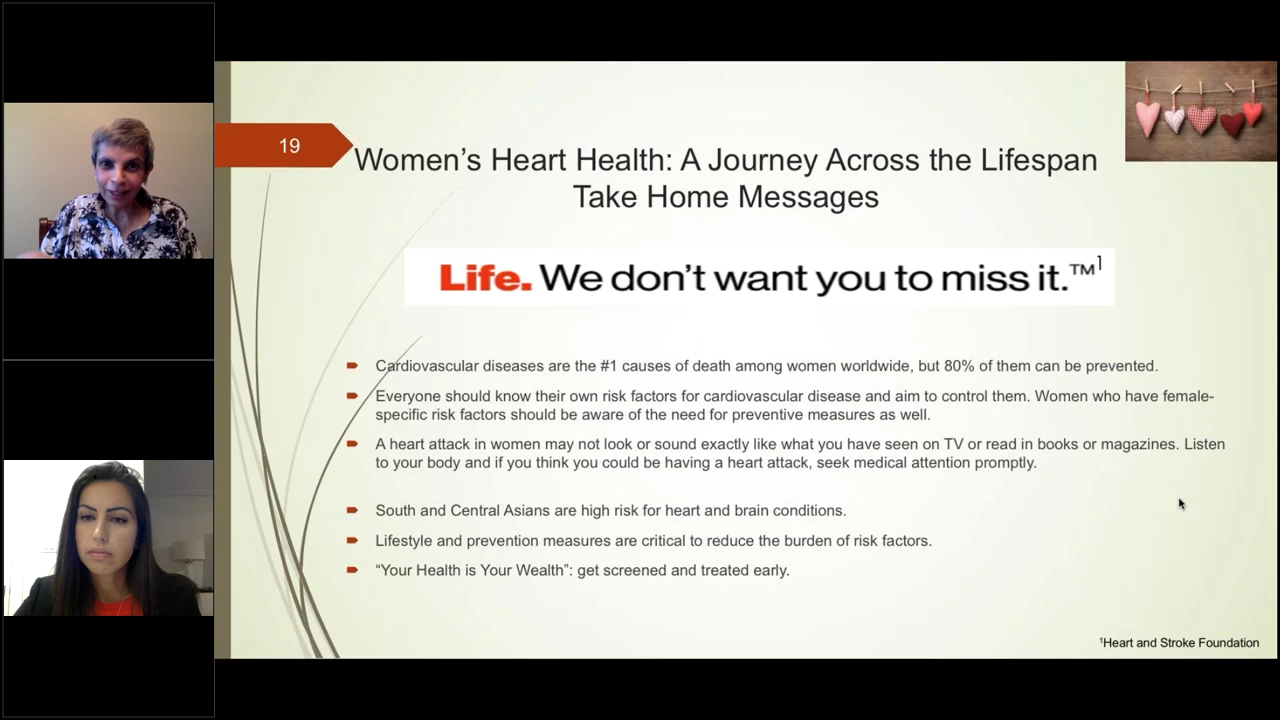 19
Women’s Heart Health: A Journey Across the Lifespan
Take Home Messages
Life. We don’t want you to miss it.™1
Cardiovascular diseases are the #1 causes of death among women worldwide, but 80% of them can be prevented.
Everyone should know their own risk factors for cardiovascular disease and aim to control them. Women who have female-
specific risk factors should be aware of the need for preventive measures as well.
A heart attack in women may not look or sound exactly like what you have seen on TV or read in books or magazines. Listen
to your body and if you think you could be having a heart attack, seek medical attention promptly.
South and Central Asians are high risk for heart and brain conditions.
Lifestyle and prevention measures are critical to reduce the burden of risk factors.
“Your Health is Your Wealth”: get screened and treated early.
1Heart and Stroke Foundation